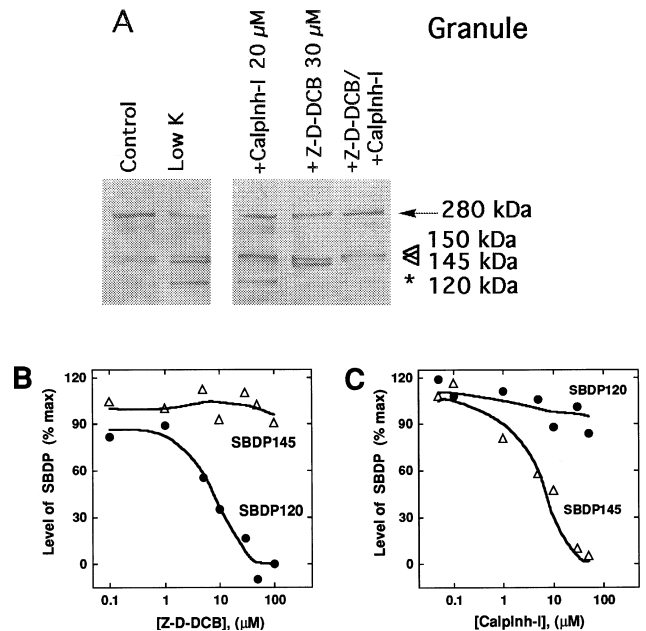 A
Granule
Control
Low K
+CalpInh-I 20 µM
+Z-D-DCB 30 µM
+Z-D-DCB/
+CalpInh-I
280 kDa
150 kDa
145 kDa
* 120 kDa
B
Level of SBDP (% max)
120
90
60
30
0
SBDP145
SBDP120
0.1 1 10 100
[Z-D-DCB], (µM)
C
Level of SBDP (% max)
120
90
60
30
0
SBDP120
SBDP145
0.1 1 10 100
[CalpInh-I], (µM)